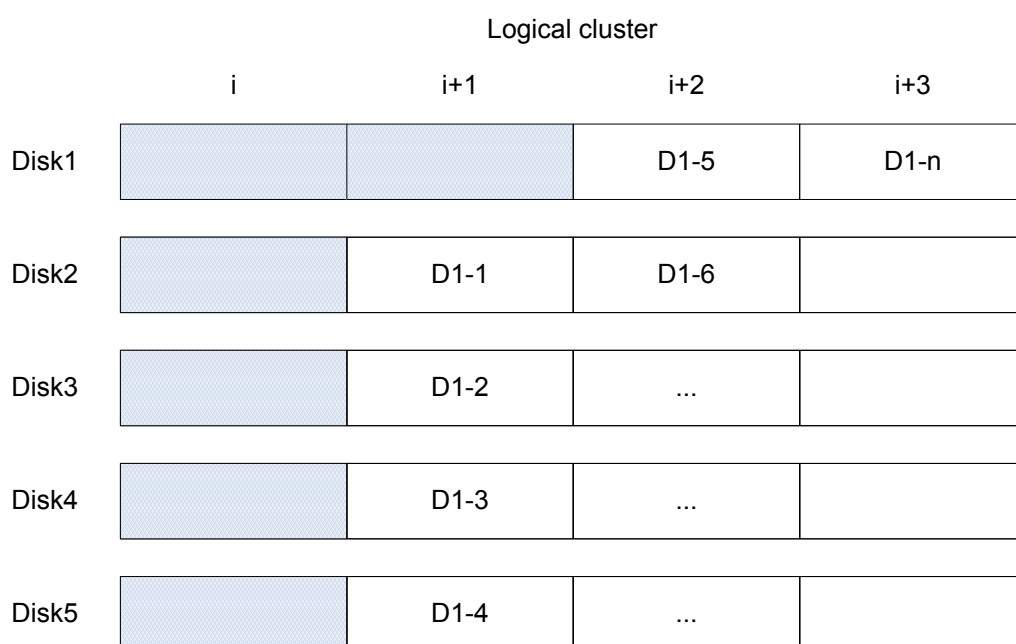 Logical cluster
i i+1 i+2 i+3
Disk1 D1-5 D1-n
Disk2 D1-1 D1-6
Disk3 D1-2 ...
Disk4 D1-3 ...
Disk5 D1-4 ...